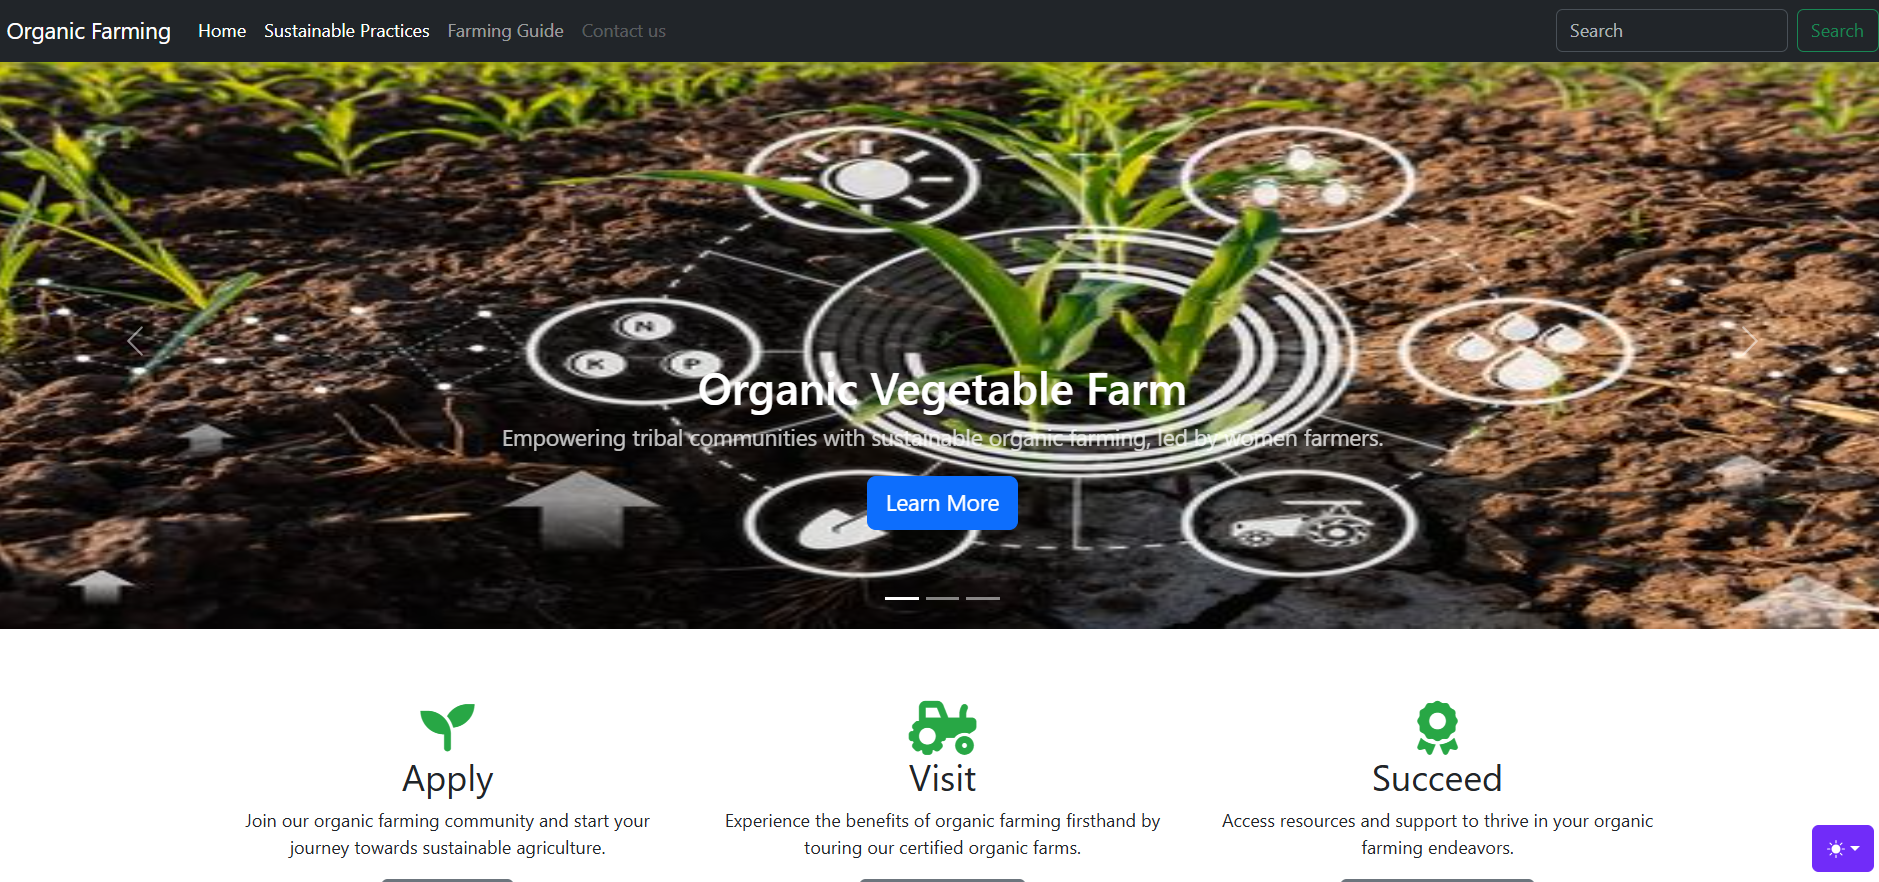 Organic Farming Home Sustainable Practices Farming Guide Contact us Search Search
N
K P
Organic Vegetable Farm
Empowering tribal communities with sustainable organic farming, led by women farmers.
Learn More
Apply Visit Succeed
Join our organic farming community and start your
journey towards sustainable agriculture.
Experience the benefits of organic farming firsthand by
touring our certified organic farms.
Access resources and support to thrive in your organic
farming endeavors.